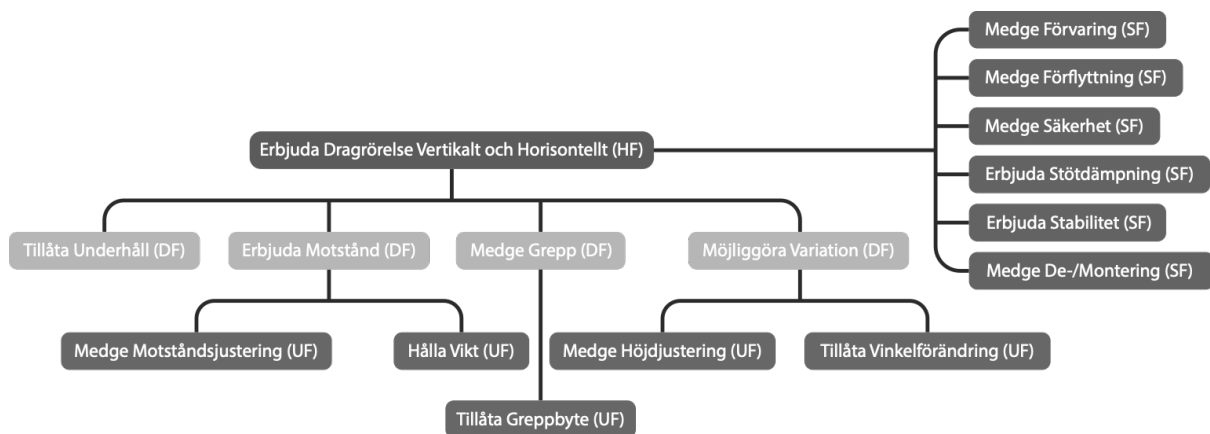 Medge Förvaring (SF)
Medge Förflyttning (SF)
Medge Säkerhet (SF)
Erbjuda Dragrörelse Vertikalt och Horisontellt (HF)
Erbjuda Stötdämpning (SF)
Erbjuda Stabilitet (SF)
Medge De-/Montering (SF)
Tillåta Underhåll (DF)
Erbjuda Motstånd (DF)
Medge Grepp (DF)
Möjliggöra Variation (DF)
Medge Motståndsjustering (UF)
Hålla Vikt (UF)
Medge Höjdjustering (UF)
Tillåta Vinkelförändring (UF)
Tillåta Greppbyte (UF)